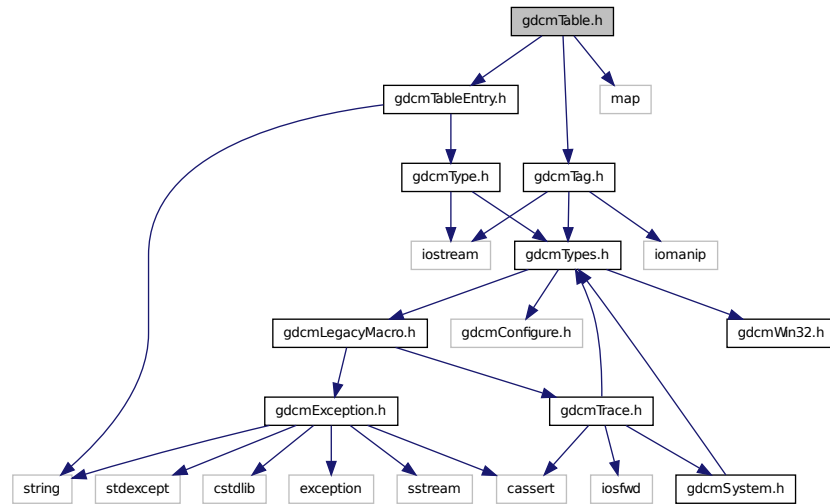 gdcmTable.h
gdcmTableEntry.h
map
gdcmType.h
gdcmTag.h
iostream
gdcmTypes.h
iomanip
gdcmLegacyMacro.h
gdcmConfigure.h
gdcmWin32.h
gdcmException.h
gdcmTrace.h
string
stdexcept
cstdlib
exception
sstream
cassert
iosfwd
gdcmSystem.h